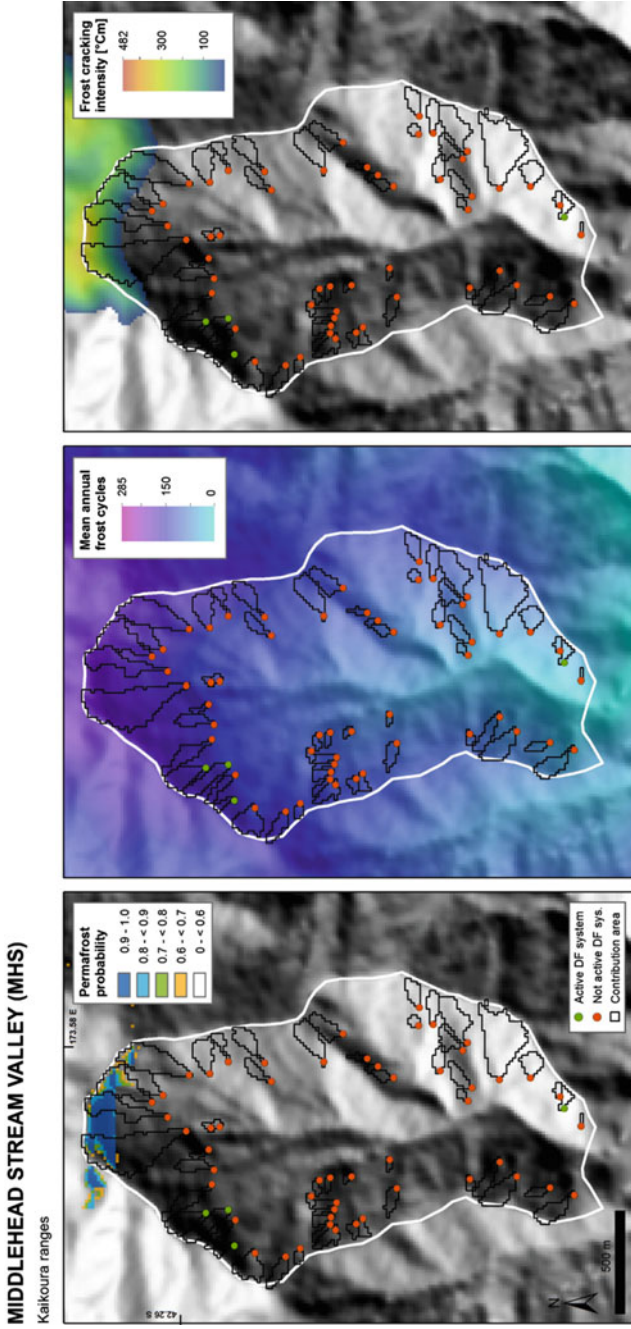 MIDDLEHEAD STREAM VALLEY (MHS)
Kaikoura ranges
173.58 E
42.26 S
Permafrost
probability
0.9 - 1.0
0.8 - < 0.9
0.7 - < 0.8
0.6 - < 0.7
0 - < 0.6
Active DF system
Not active DF sys.
Contribution area
N
500 m
Mean annual
frost cycles
285
150
0
Frost cracking
intensity [°Cm]
482
300
100